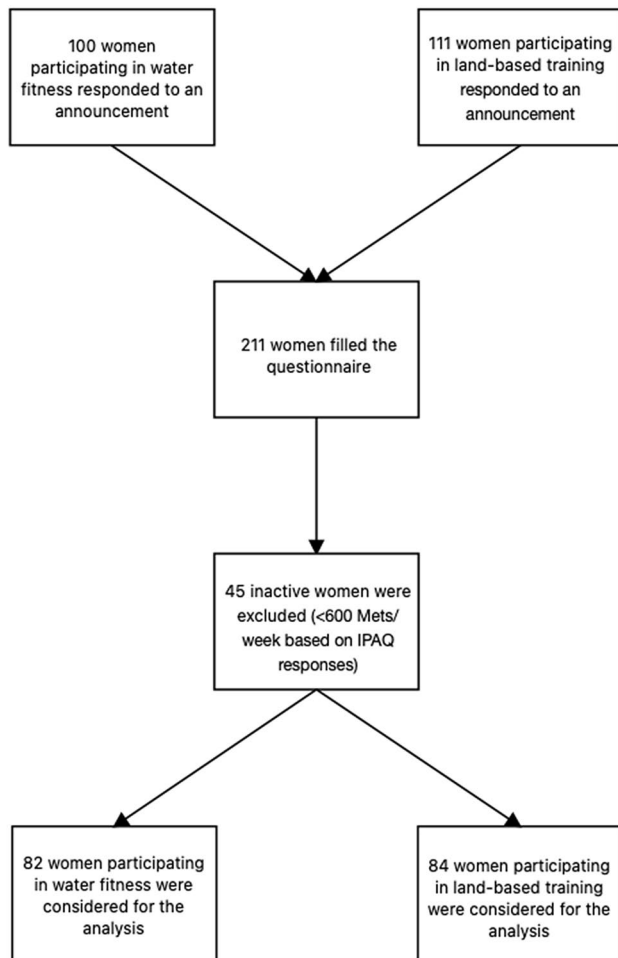 100 women
participating in water
fitness responded to an
announcement
111 women participating
in land-based training
responded to an
announcement
211 women filled the
questionnaire
45 inactive women were
excluded (<600 Mets/
week based on IPAQ
responses)
82 women participating
in water fitness were
considered for the
analysis
84 women participating
in land-based training
were considered for the
analysis